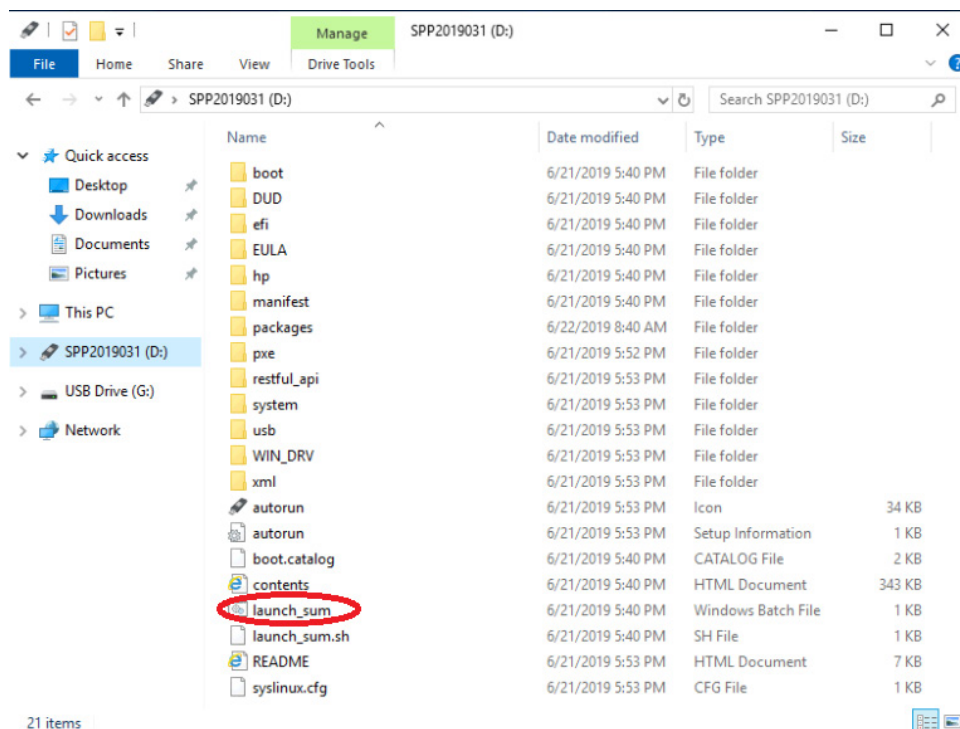 Manage SPP2019031 (D:)
File Home Share View Drive Tools
SPP2019031 (D:) Search SPP2019031 (D:)
Name Date modified Type Size
Quick access
Desktop
Downloads
Documents
Pictures
This PC
SPP2019031 (D:)
USB Drive (G:)
Network
boot 6/21/2019 5:40 PM File folder
DUD 6/21/2019 5:40 PM File folder
efi 6/21/2019 5:40 PM File folder
EULA 6/21/2019 5:40 PM File folder
hp 6/21/2019 5:40 PM File folder
manifest 6/21/2019 5:40 PM File folder
packages 6/22/2019 8:40 AM File folder
pxe 6/21/2019 5:52 PM File folder
restful_api 6/21/2019 5:53 PM File folder
system 6/21/2019 5:53 PM File folder
usb 6/21/2019 5:53 PM File folder
WIN_DRV 6/21/2019 5:53 PM File folder
xml 6/21/2019 5:53 PM File folder
autorun 6/21/2019 5:53 PM Icon 34 KB
autorun 6/21/2019 5:53 PM Setup Information 1 KB
boot.catalog 6/21/2019 5:40 PM CATALOG File 2 KB
contents 6/21/2019 5:40 PM HTML Document 343 KB
launch_sum 6/21/2019 5:40 PM Windows Batch File 1 KB
launch_sum.sh 6/21/2019 5:40 PM SH File 1 KB
README 6/21/2019 5:53 PM HTML Document 7 KB
syslinux.cfg 6/21/2019 5:53 PM CFG File 1 KB
21 items